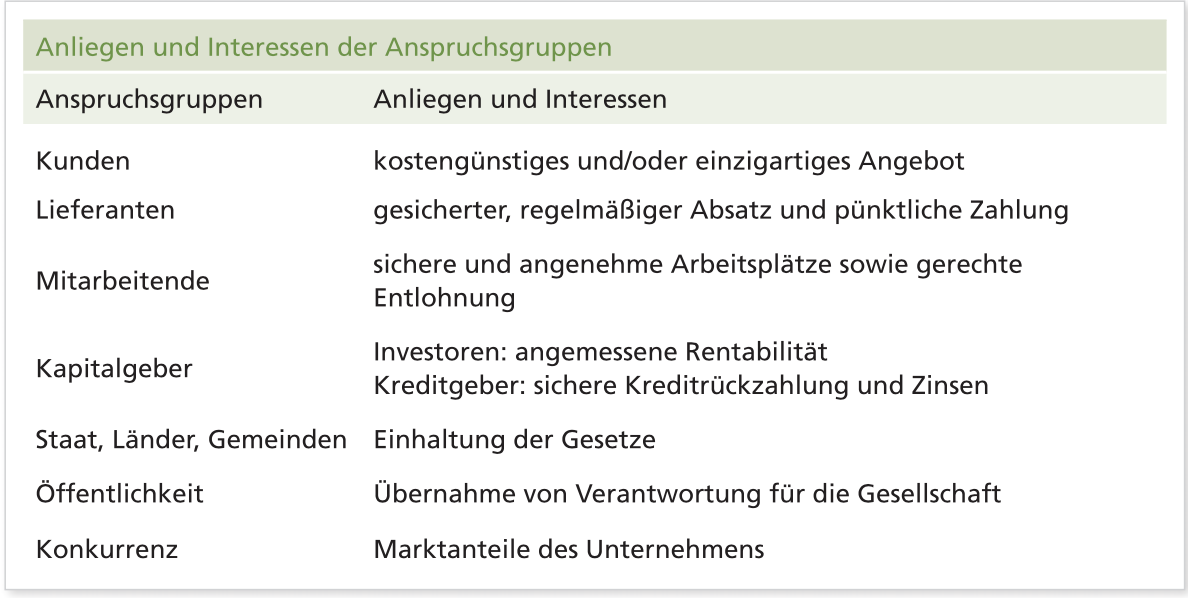 Anliegen und Interessen der Anspruchsgruppen
Anspruchsgruppen Anliegen und Interessen
Kunden kostengünstiges und/oder einzigartiges Angebot
Lieferanten gesicherter, regelmäßiger Absatz und pünktliche Zahlung
Mitarbeitende sichere und angenehme Arbeitsplätze sowie gerechte
Entlohnung
Kapitalgeber Investoren: angemessene Rentabilität
Kreditgeber: sichere Kreditrückzahlung und Zinsen
Staat, Länder, Gemeinden Einhaltung der Gesetze
Öffentlichkeit Übernahme von Verantwortung für die Gesellschaft
Konkurrenz Marktanteile des Unternehmens